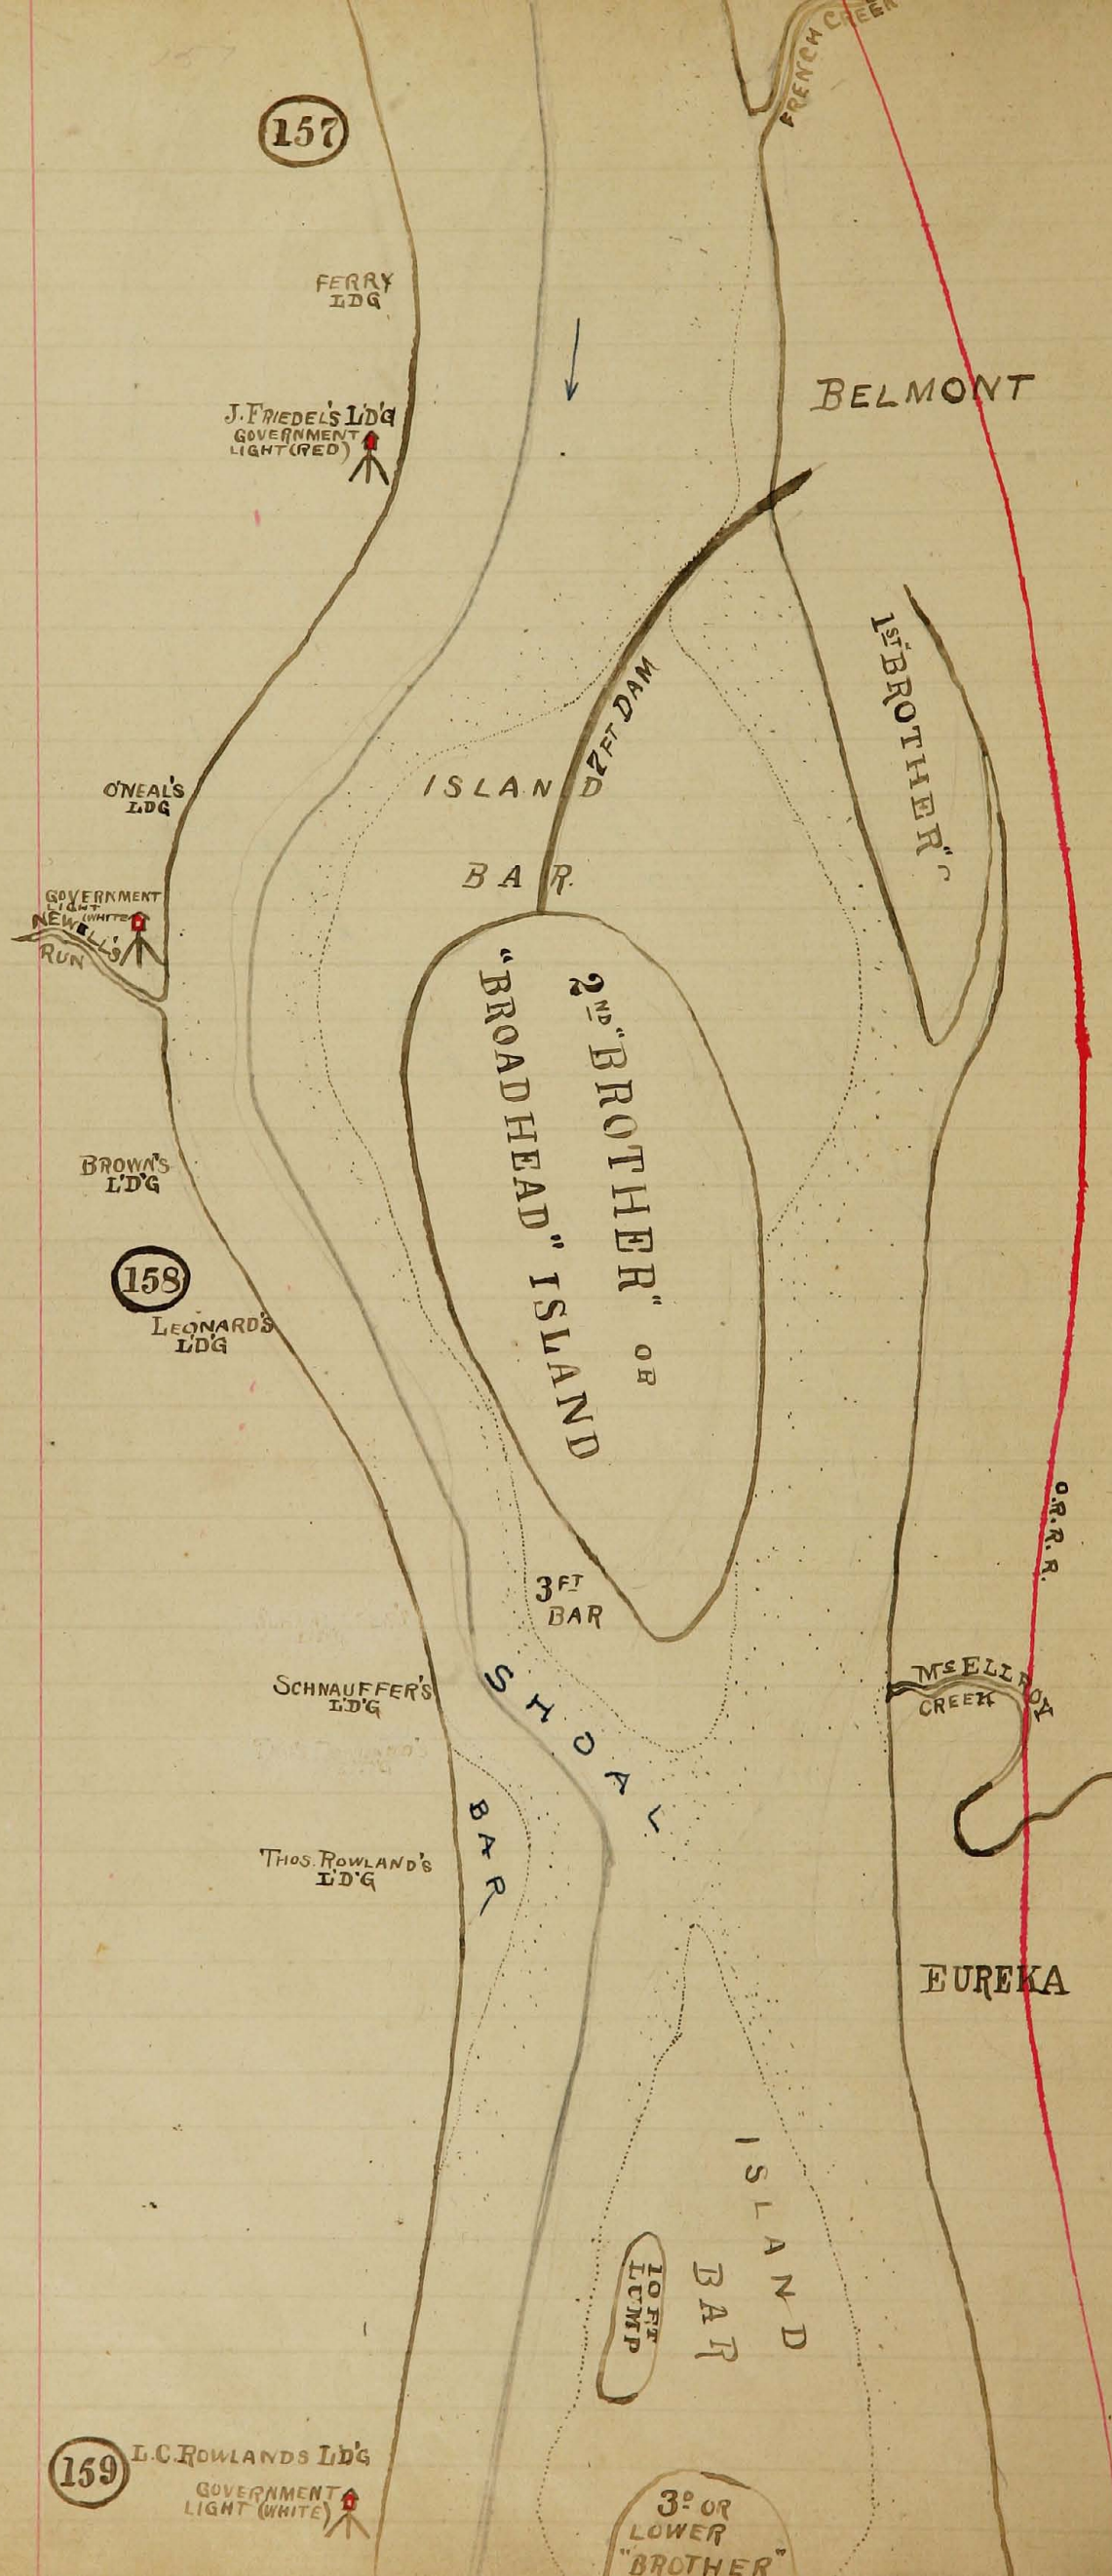 FRENCH CREEK
157
FERRY
LDG
BELMONT
J. FRIEDEL'S L'D'G
GOVERNMENT
LIGHT (RED)
1ST "BROTHER"
7 FT DAM
O'NEAL'S
LDG
ISLAND
BAR.
GOVERNMENT
LIGHT
(WHITE)
NEWELL'S
RUN
2ND "BROTHER" OR
"BROADHEAD" ISLAND
BROWN'S
L'D'G
158
LEONARD'S
L'D'G
O.R.R.R.
3 FT
BAR
MCELLROY
CREEK
SCHNAUFFER'S
L'D'G
SHOAL
BAR
THOS. ROWLAND'S
L'D'G
EUREKA
ISLAND
BAR
10 FT
LUMP
159
L.C. ROWLANDS L'D'G
GOVERNMENT
LIGHT (WHITE)
3D OR
LOWER
"BROTHER"